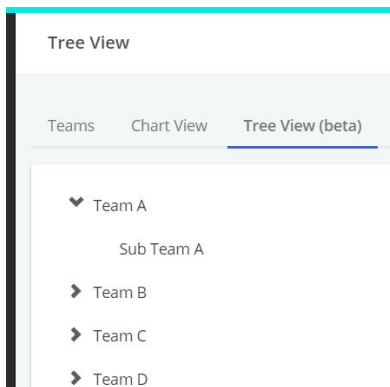 Tree View
Teams Chart View Tree View (beta)
Team A
Sub Team A
Team B
Team C
Team D